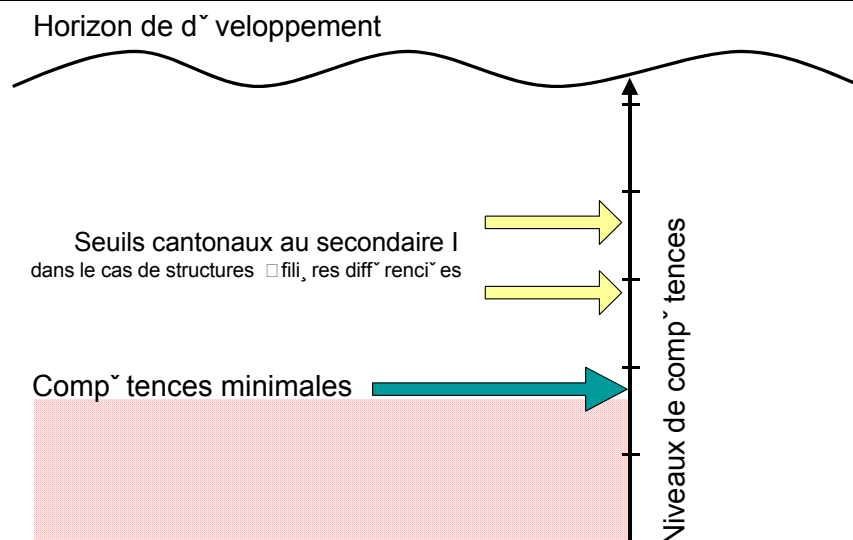 Horizon de dˇ veloppement
Seuils cantonaux au secondaire I
dans le cas de structures □ fili¸ res diffˇ renciˇ es
Compˇ tences minimales
Niveaux de compˇ tences